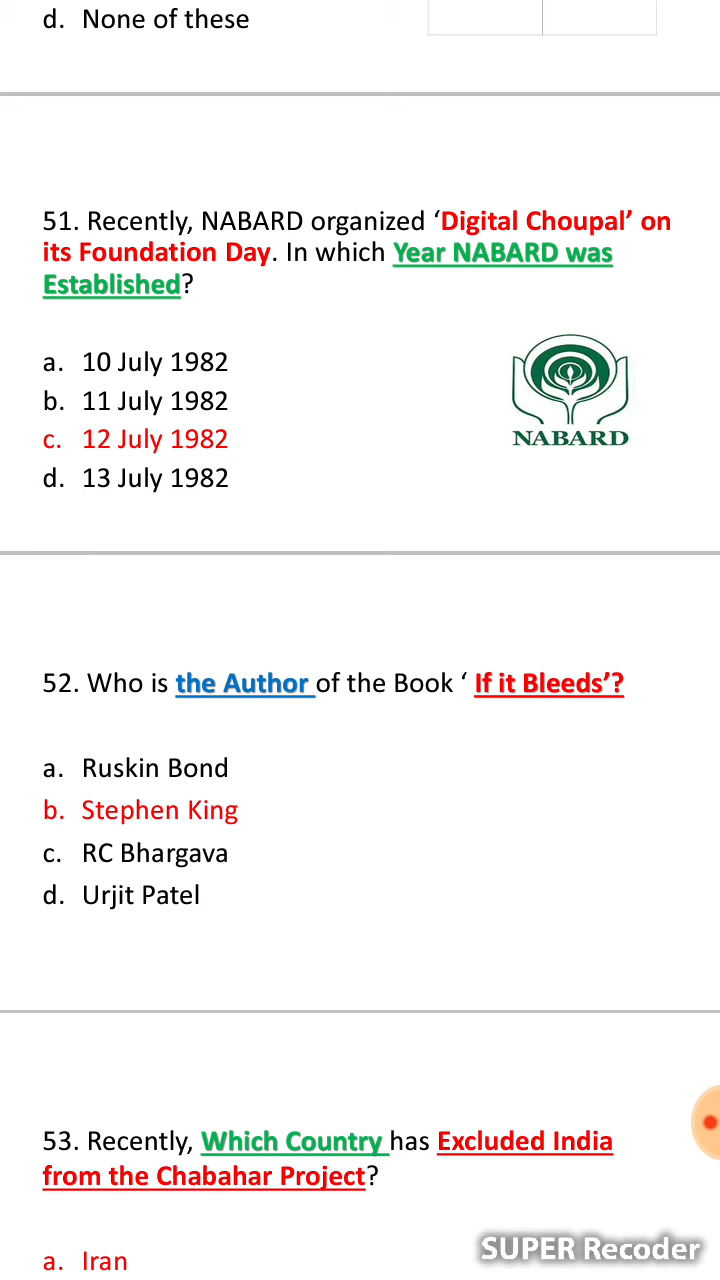 d. None of these
51. Recently, NABARD organized ‘Digital Choupal’ on
its Foundation Day. In which Year NABARD was
Established?
a. 10 July 1982
b. 11 July 1982
c. 12 July 1982
d. 13 July 1982
NABARD
52. Who is the Author of the Book ‘ If it Bleeds’?
a. Ruskin Bond
b. Stephen King
c. RC Bhargava
d. Urjit Patel
53. Recently, Which Country has Excluded India
from the Chabahar Project?
a. Iran
SUPER Recoder